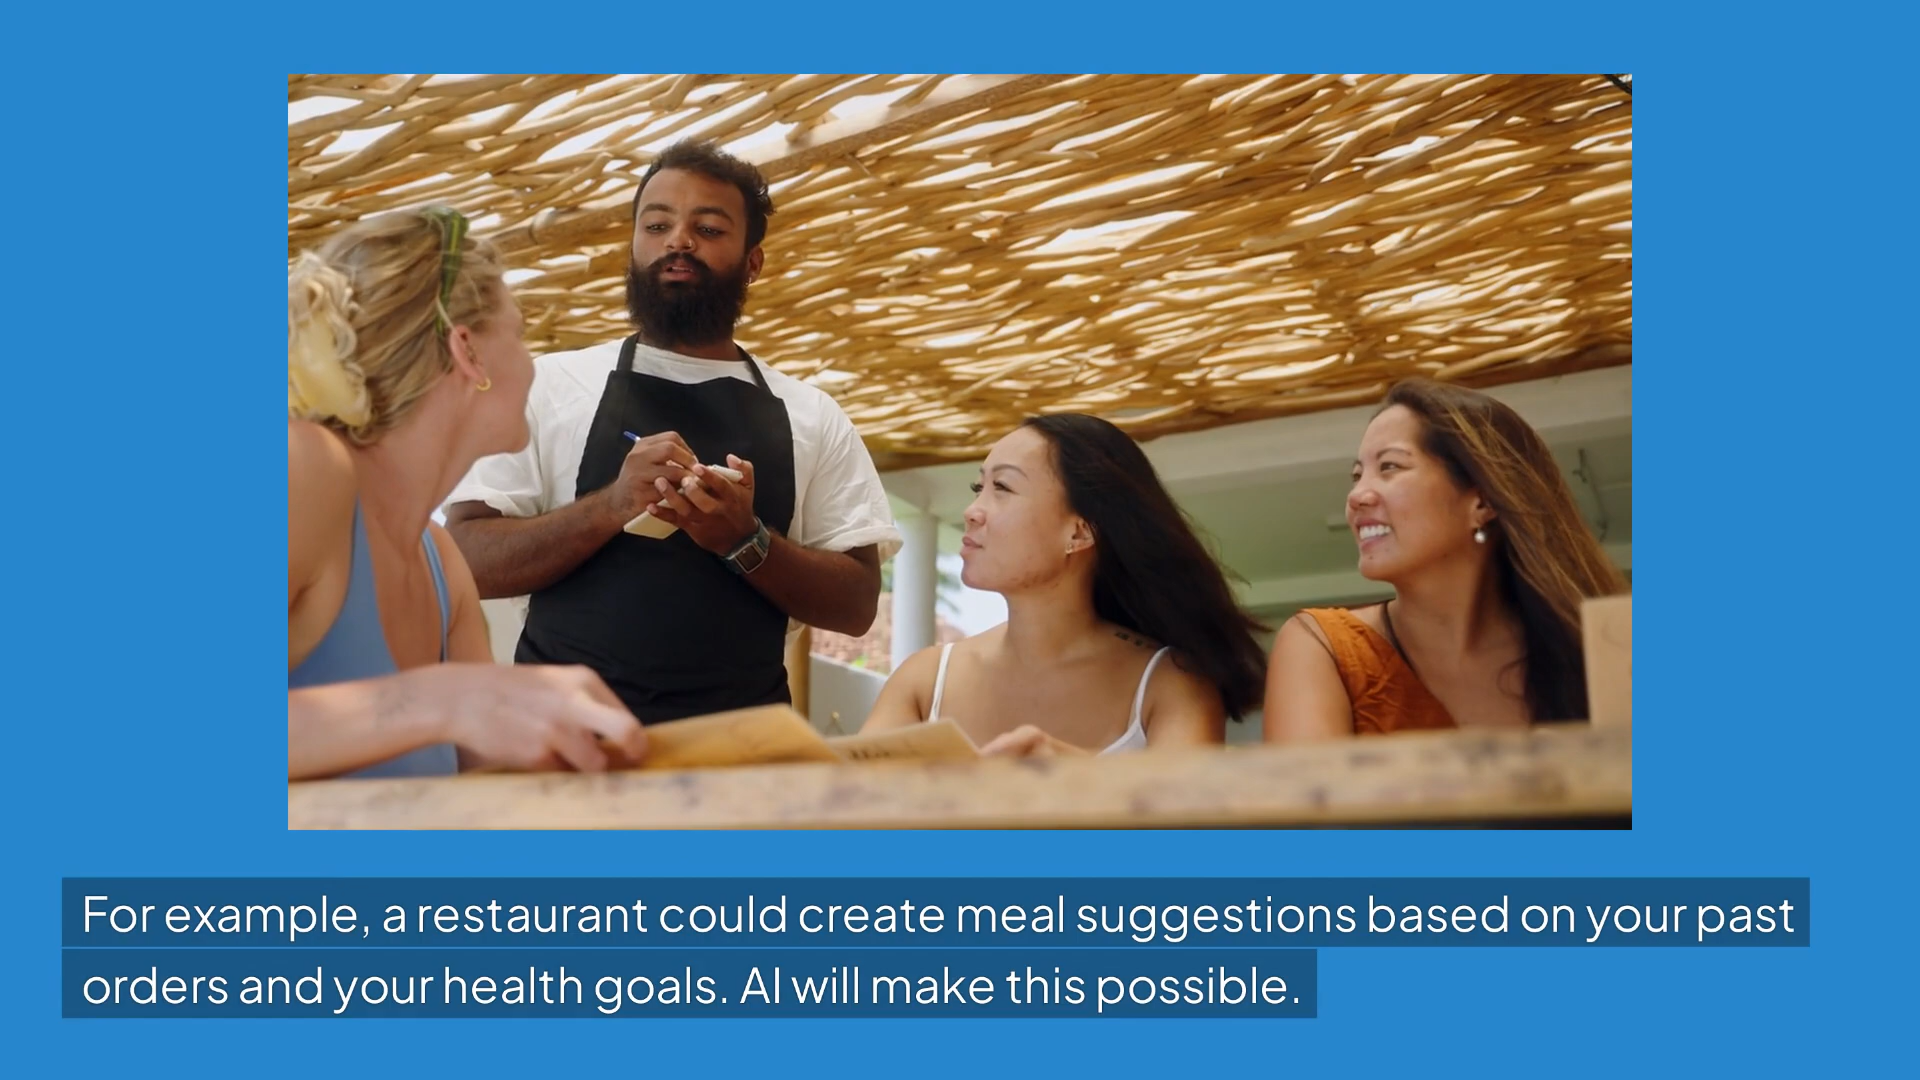 For example, a restaurant could create meal suggestions based on your past
orders and your health goals. AI will make this possible.